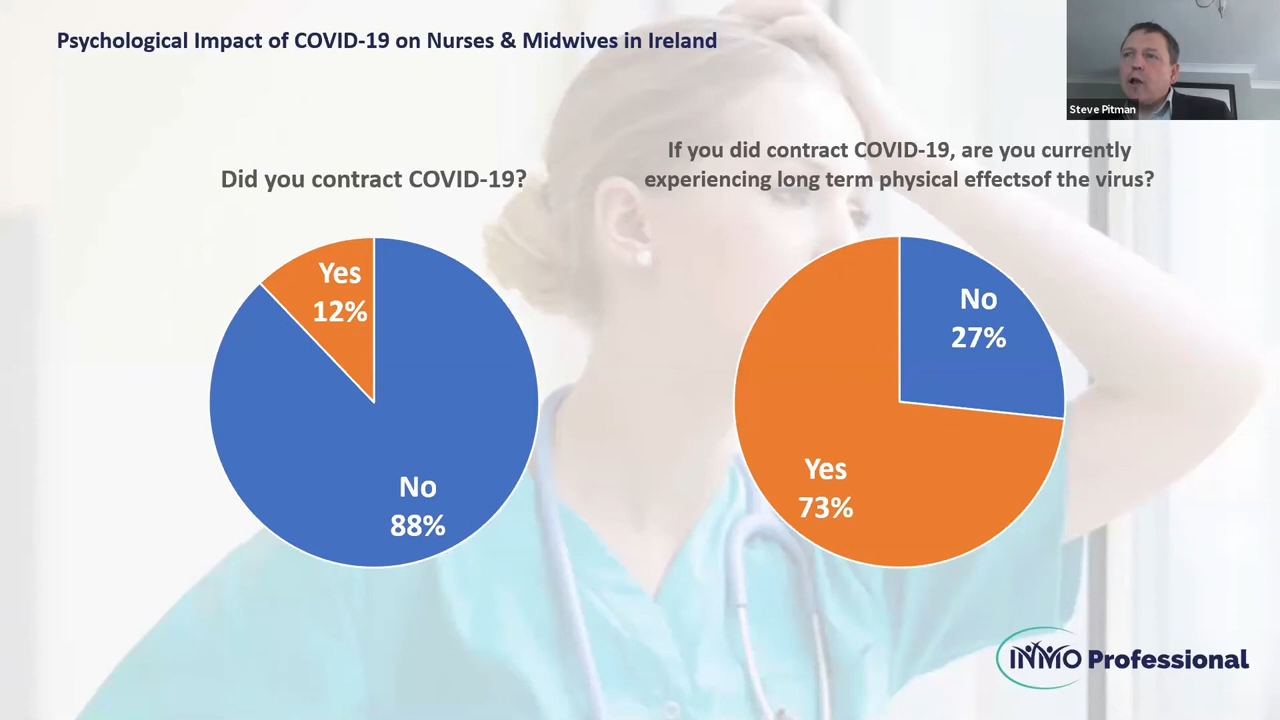 Psychological Impact of COVID-19 on Nurses & Midwives in Ireland
Steve Pitman
Did you contract COVID-19?
Yes
12%
No
88%
If you did contract COVID-19, are you currently
experiencing long term physical effectsof the virus?
No
27%
Yes
73%
INMO Professional